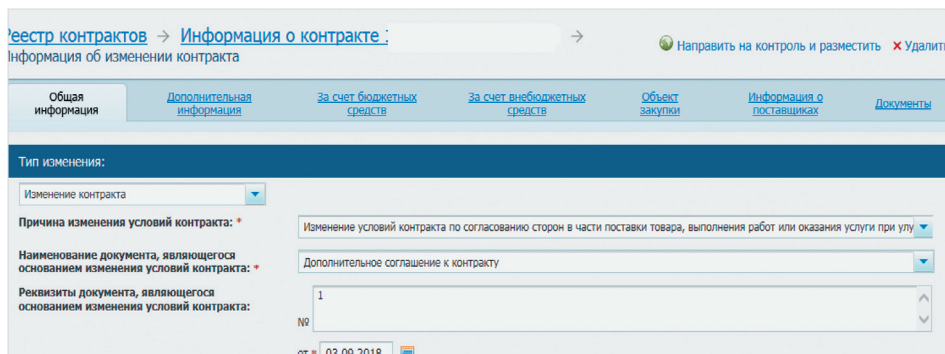 Реестр контрактов → Информация о контракте →
Информация об изменении контракта
Направить на контроль и разместить × Удалить
Общая информация
Дополнительная информация
За счет бюджетных средств
За счет внебюджетных средств
Объект закупки
Информация о поставщиках
Документы
Тип изменения:
Изменение контракта
Причина изменения условий контракта: *
Изменение условий контракта по согласованию сторон в части поставки товара, выполнения работ или оказания услуги при улу
Наименование документа, являющегося
основанием изменения условий контракта: *
Дополнительное соглашение к контракту
Реквизиты документа, являющегося
основанием изменения условий контракта:
№
1
от * 03.09.2018